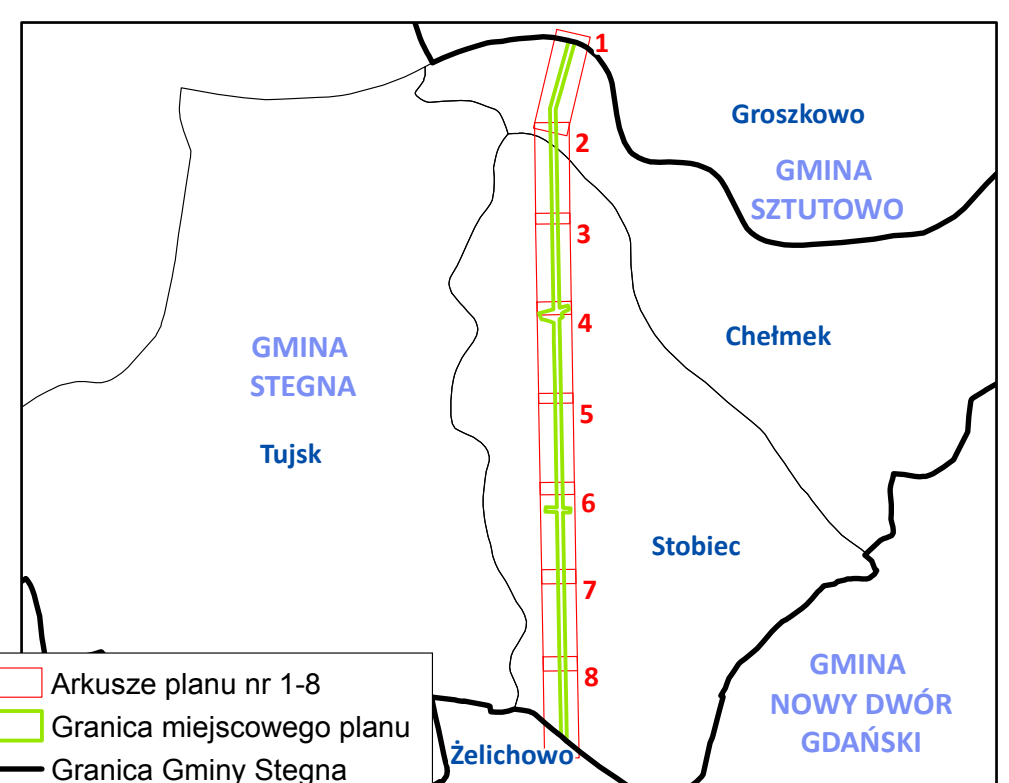 1
Groszkowo
2
GMINA
SZTUTOWO
3
4
Chełmek
GMINA
STEGNA
5
Tujsk
6
Stobiec
7
GMINA
NOWY DWÓR
GDAŃSKI
8
Żelichowo
Arkusze planu nr 1-8
Granica miejscowego planu
Granica Gminy Stegna